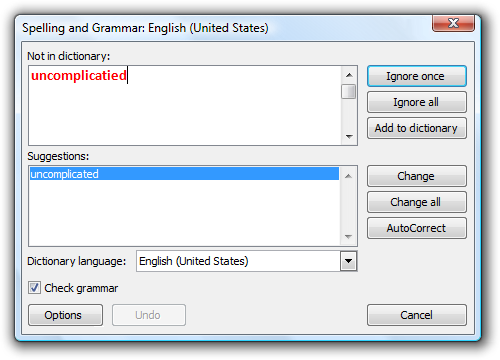 Spelling and Grammar: English (United States)
Not in dictionary:
uncomplicatied
Ignore once
Ignore all
Add to dictionary
Suggestions:
uncomplicated
Change
Change all
AutoCorrect
Dictionary language: English (United States)
Check grammar
Options Undo Cancel